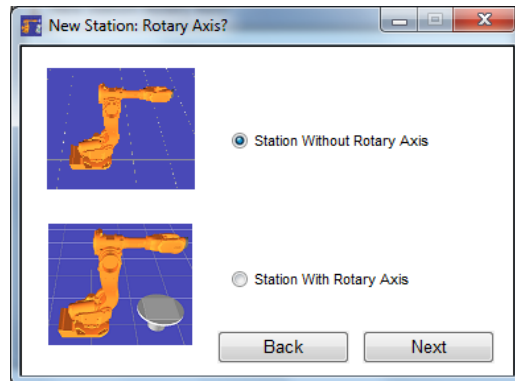 New Station: Rotary Axis?
Station Without Rotary Axis
Station With Rotary Axis
Back
Next